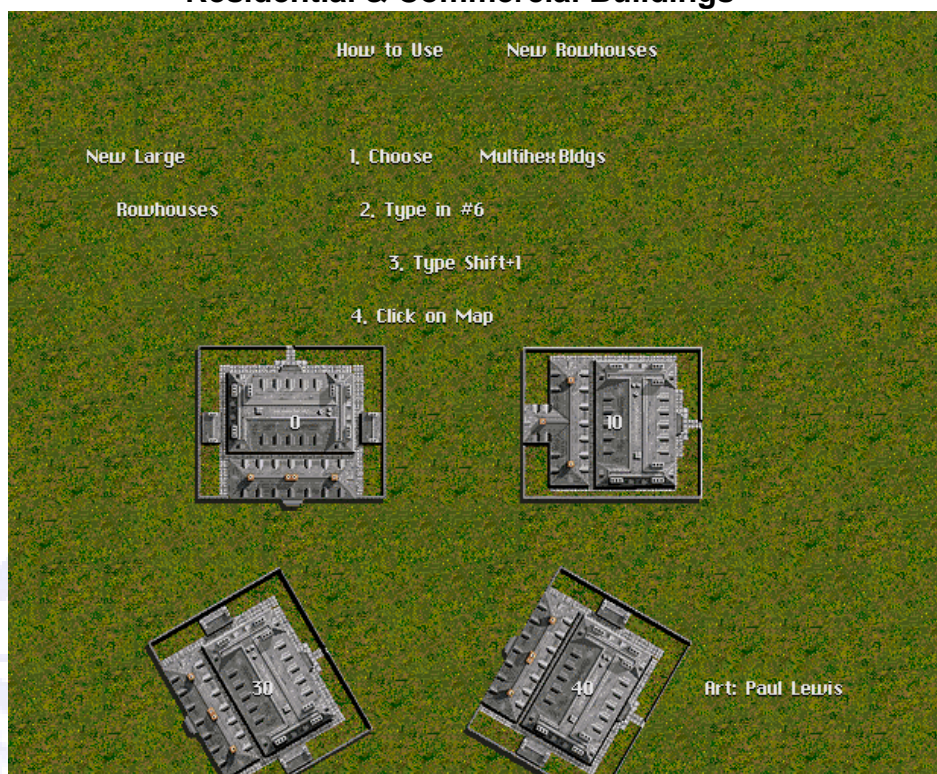 Residential & Commercial Buildings
How to Use New Rowhouses
New Large 1. Choose Multihex Bldgs
Rowhouses 2. Type in #6
3. Type Shift+1
4. Click on Map
0 10
30 40 Art: Paul Lewis